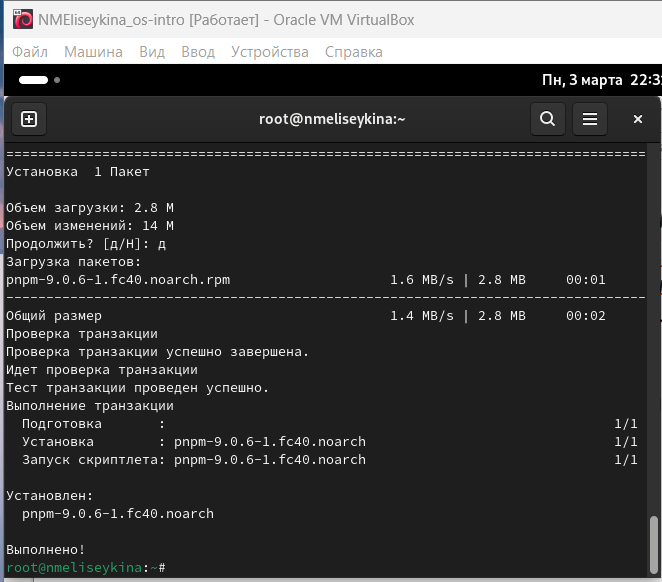 NMEliseykina_os-intro [Работает] - Oracle VM VirtualBox
Файл Машина Вид Ввод Устройства Справка
Пн, 3 марта 22:3
root@nmeliseykina:~
================================================================================
Установка 1 Пакет
Объем загрузки: 2.8 M
Объем изменений: 14 M
Продолжить? [д/Н]: д
Загрузка пакетов:
pnpm-9.0.6-1.fc40.noarch.rpm 1.6 MB/s | 2.8 MB 00:01
--------------------------------------------------------------------------------
Общий размер 1.4 MB/s | 2.8 MB 00:02
Проверка транзакции
Проверка транзакции успешно завершена.
Идет проверка транзакции
Тест транзакции проведен успешно.
Выполнение транзакции
Подготовка : 1/1
Установка : pnpm-9.0.6-1.fc40.noarch 1/1
Запуск скриптлета: pnpm-9.0.6-1.fc40.noarch 1/1
Установлен:
pnpm-9.0.6-1.fc40.noarch
Выполнено!
root@nmeliseykina:~#